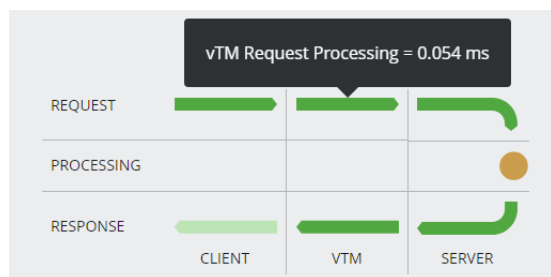 vTM Request Processing = 0.054 ms
REQUEST
PROCESSING
RESPONSE
CLIENT VTM SERVER